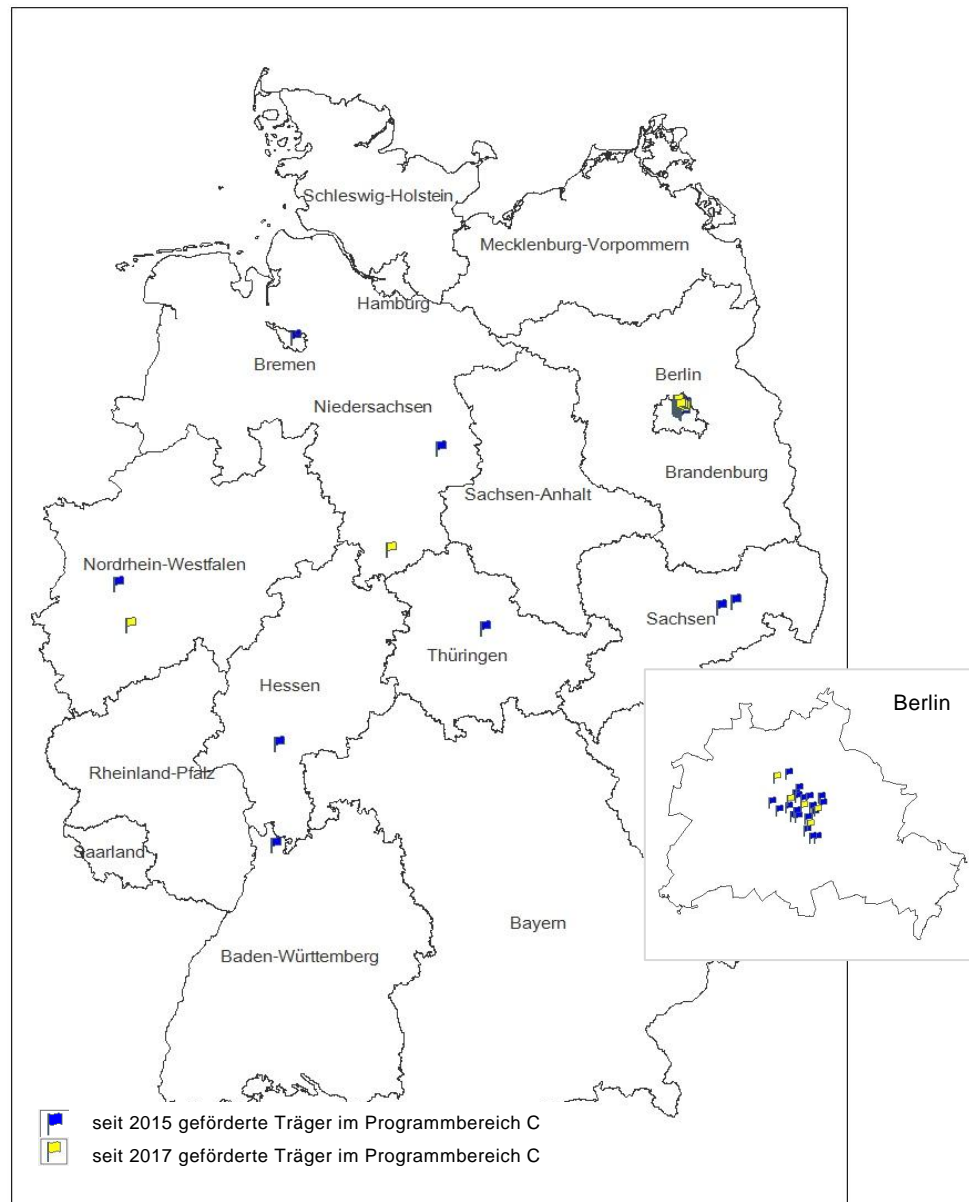 Schleswig-Holstein
Mecklenburg-Vorpommern
Hamburg
Bremen
Berlin
Niedersachsen
Brandenburg
Sachsen-Anhalt
Nordrhein-Westfalen
Sachsen
Thüringen
Hessen
Berlin
Rheinland-Pfalz
Saarland
Bayern
Baden-Württemberg
seit 2015 geförderte Träger im Programmbereich C
seit 2017 geförderte Träger im Programmbereich C